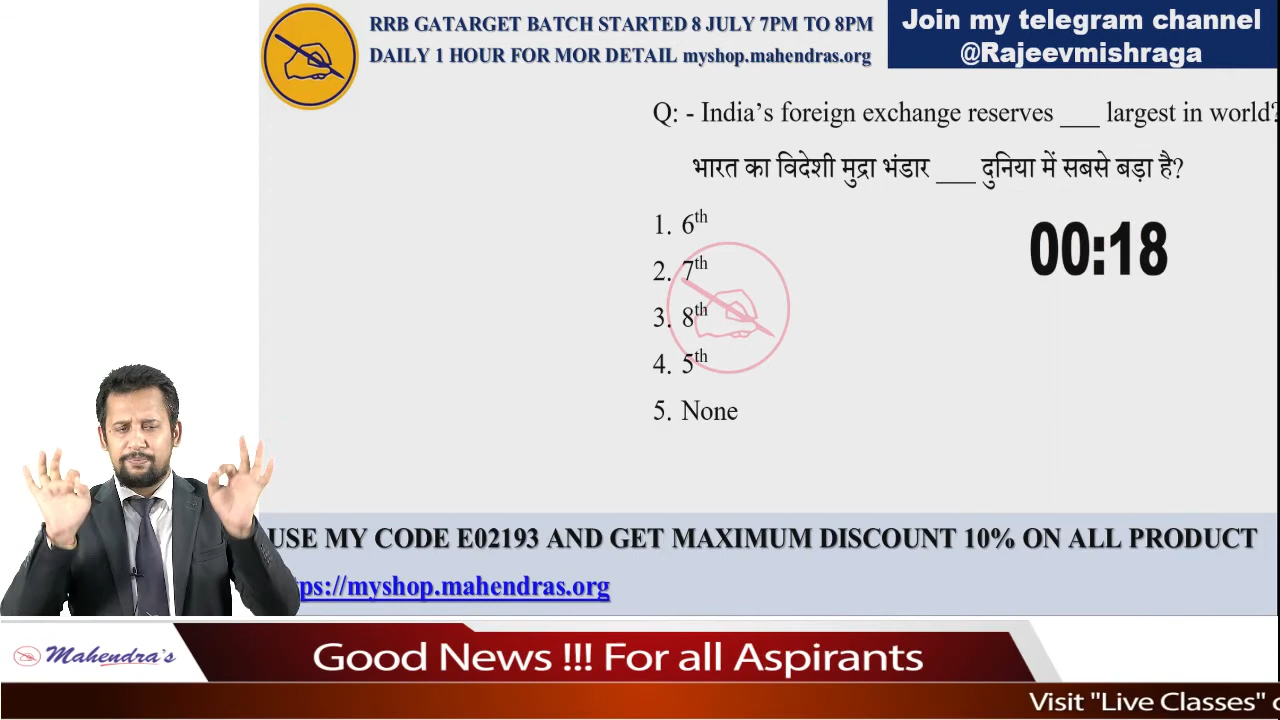 RRB GATARGET BATCH STARTED 8 JULY 7PM TO 8PM
DAILY 1 HOUR FOR MOR DETAIL myshop.mahendras.org
Join my telegram channel
@Rajeevmishraga
Q: - India’s foreign exchange reserves ___ largest in world?
भारत का विदेशी मुद्रा भंडार ___ दुनिया में सबसे बड़ा है?
1. 6th
2. 7th
3. 8th
4. 5th
5. None
00:18
USE MY CODE E02193 AND GET MAXIMUM DISCOUNT 10% ON ALL PRODUCT
ps://myshop.mahendras.org
Mahendra's
Good News !!! For all Aspirants
Visit "Live Classes"